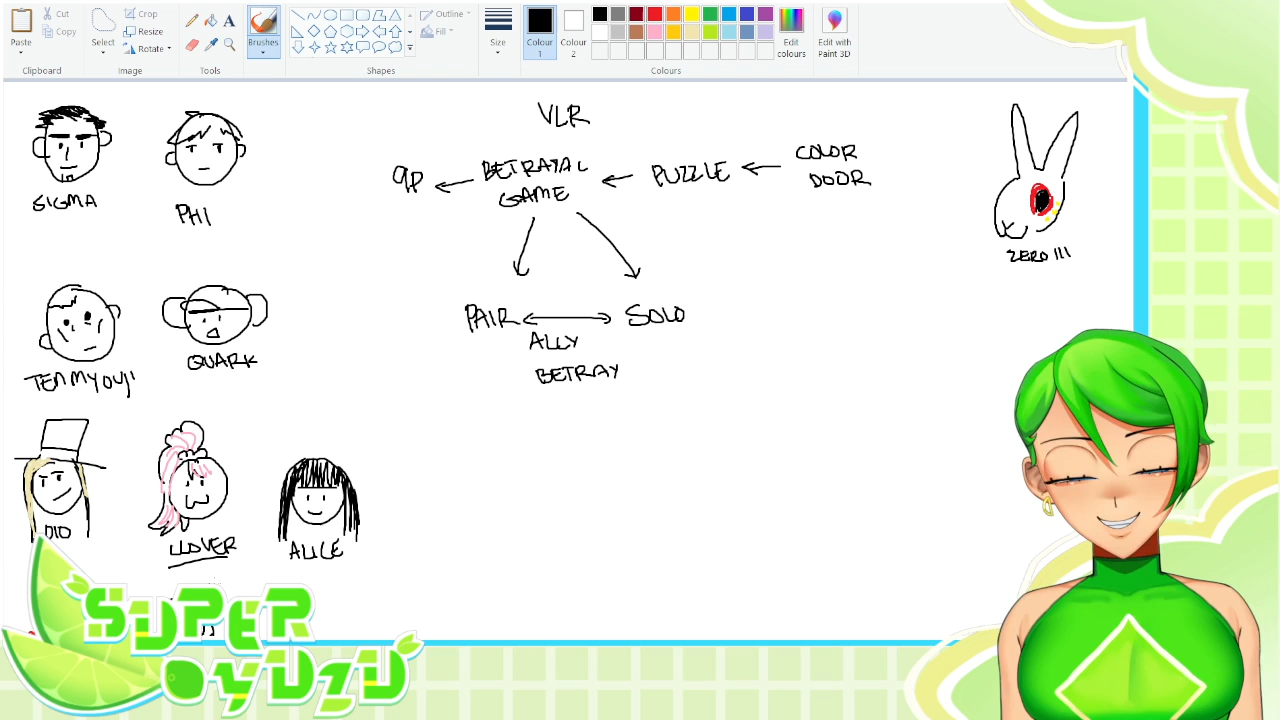 Cut
Copy
Paste
Clipboard
Select
Crop
Resize
Rotate
Image
A
Tools
Brushes
Shapes
Outline
Fill
Size
Colour
1
Colour
2
Edit
colours
Edit with
Paint 3D
Colours
SIGMA
PHI
TENMYOUJI
QUARK
DIO
LLOVER
ALICE
VLR
9P
BETRAYAL
GAME
PUZZLE
COLOR
DOOR
PAIR
SOLO
ALLY
BETRAY
ZERO III
SUPER
OYUZU